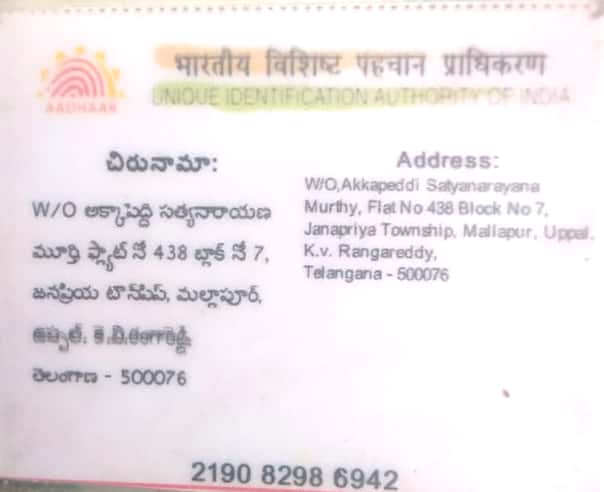 भारतीय विशिष्ट पहचान प्राधिकरण
UNIQUE IDENTIFICATION AUTHORITY OF INDIA
AADHAAR
చిరునామా:
W/O అక్కాపెద్ది సత్యనారాయణ
మూర్తి ఫ్లాట్ నో 438 బ్లాక్ నో 7,
జనప్రియ టౌన్‌షిప్, మల్లాపూర్,
ఉప్పల్. కె.వి.రంగారెడ్డి
తెలంగాణ - 500076
Address:
W/O,Akkapeddi Satyanarayana
Murthy, Flat No 438 Block No 7,
Janapriya Township, Mallapur, Uppal.
K.v. Rangareddy,
Telangana - 500076
2190 8298 6942